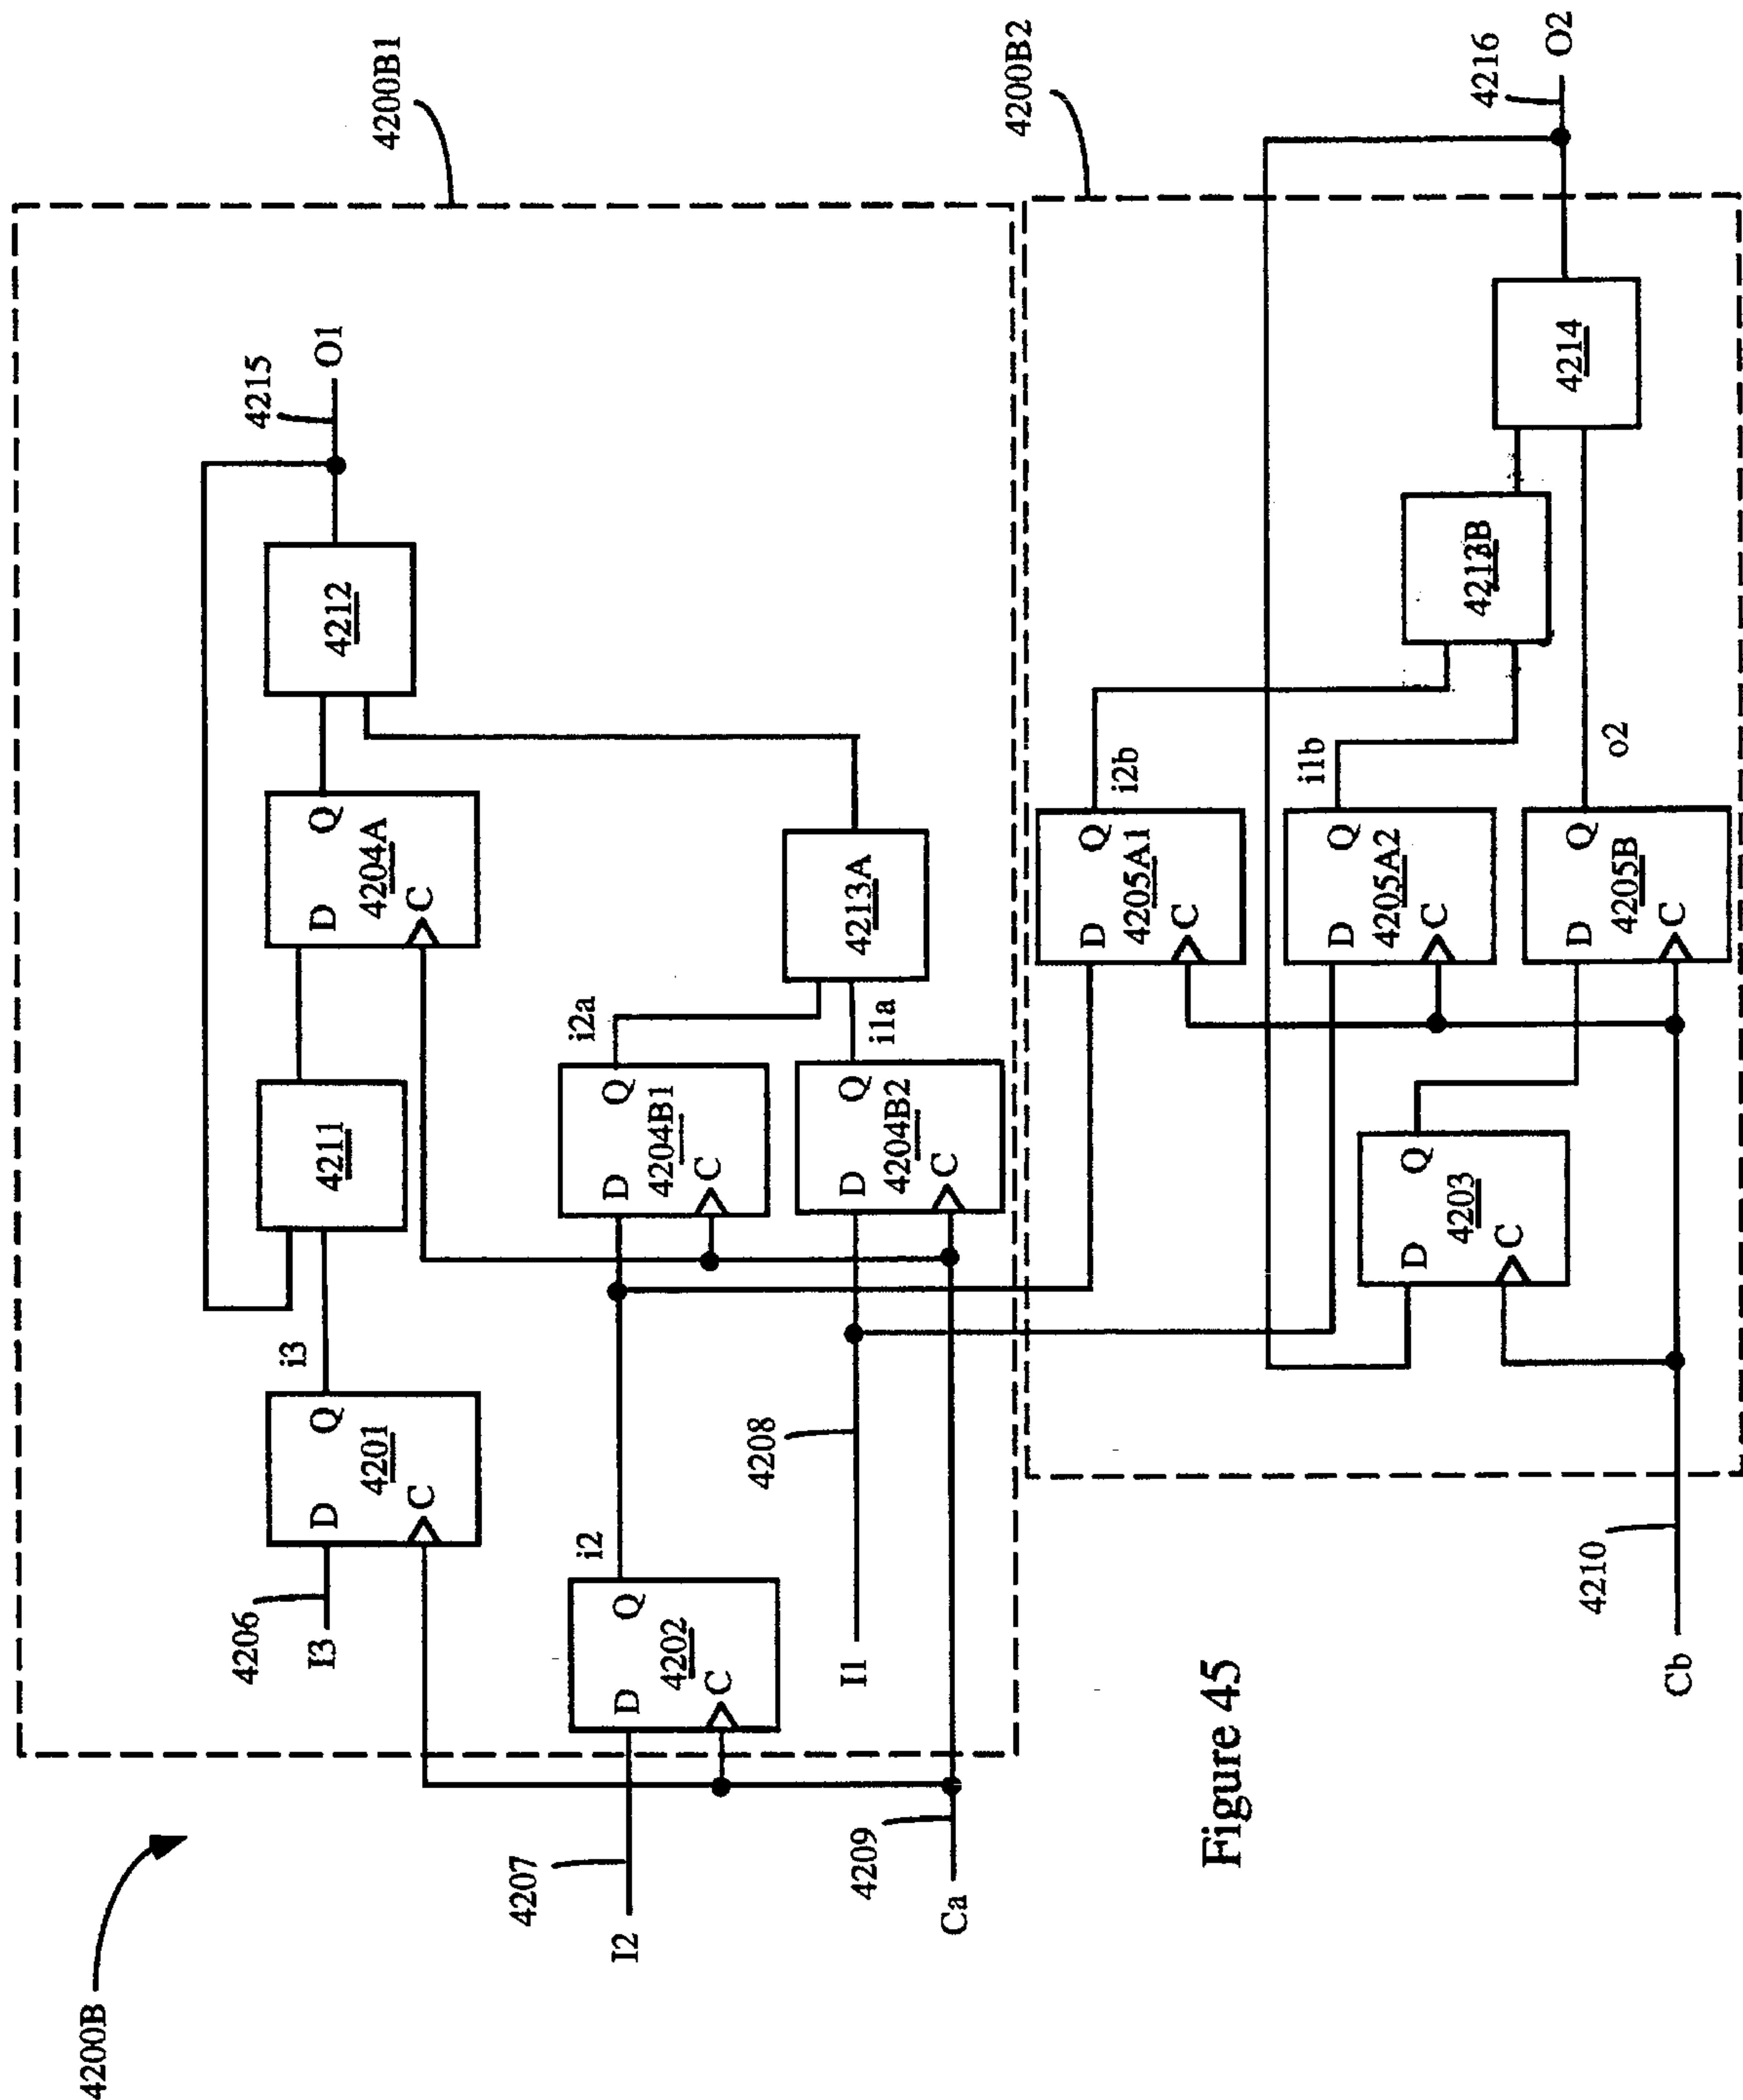 4200B
4200B1
4200B2
4206
I3
D
Q
4201
C
i3
4211
D
Q
4204A
C
4212
4215
O1
4207
I2
D
Q
4202
C
i2
D
Q
4204B1
C
i2a
4208
I1
D
Q
4204B2
C
i1a
4213A
4209
Ca
D
Q
4205A1
C
i2b
D
Q
4205A2
C
i1b
4213B
D
Q
4203
C
D
Q
4205B
C
o2
4214
4216
O2
4210
Cb
Figure 45